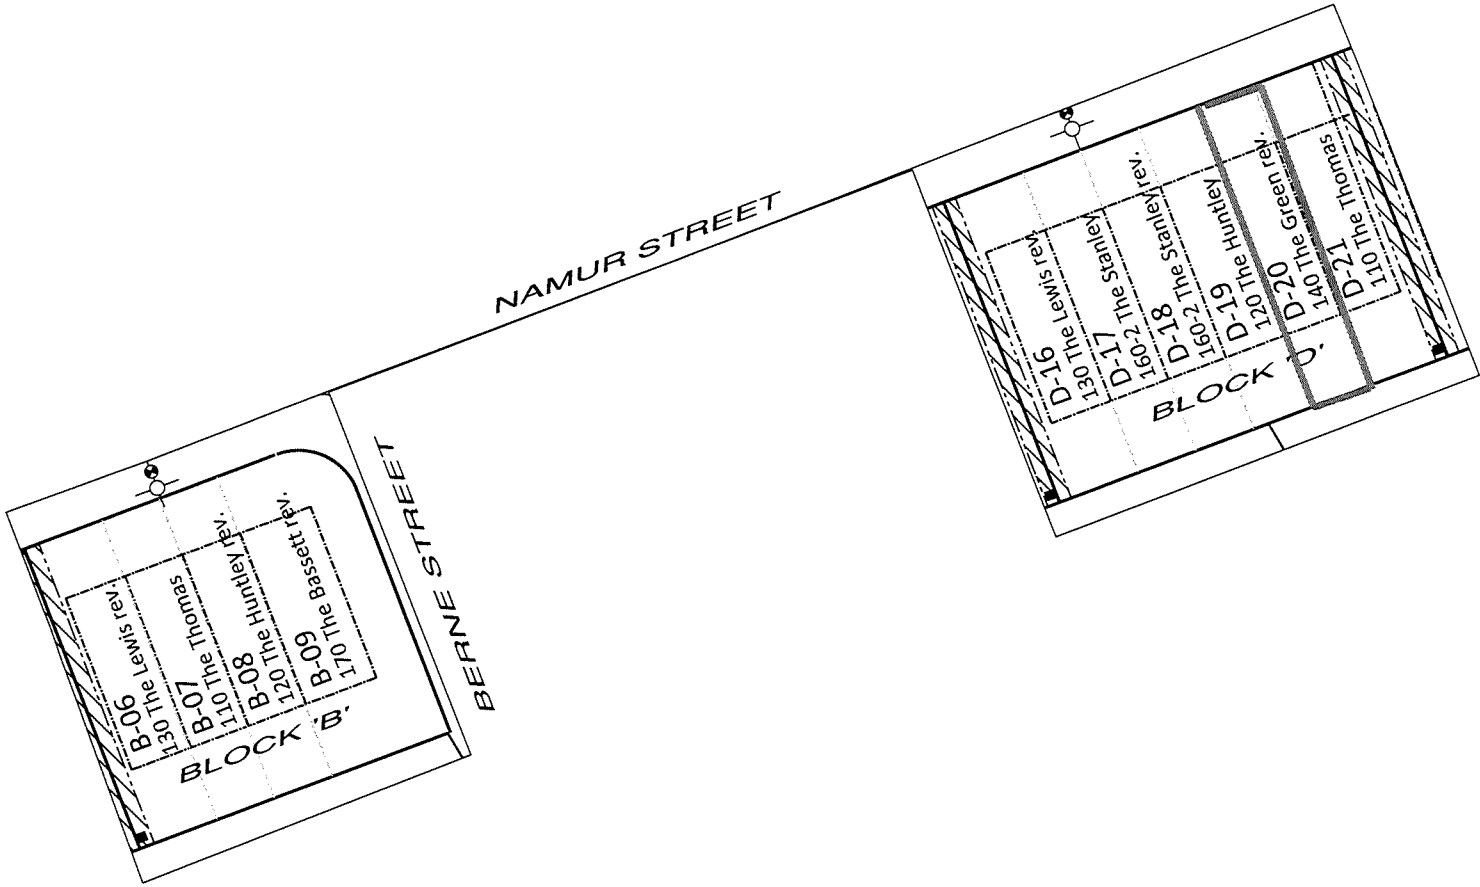 NAMUR STREET
BERNE STREET
B-06
130 The Lewis rev.
B-07
110 The Thomas
B-08
120 The Huntley rev.
B-09
170 The Bassett rev.
BLOCK 'B'
D-16
130 The Lewis rev.
D-17
160-2 The Stanley
D-18
160-2 The Stanley rev.
D-19
120 The Huntley
D-20
140 The Green rev.
D-21
110 The Thomas
BLOCK 'D'